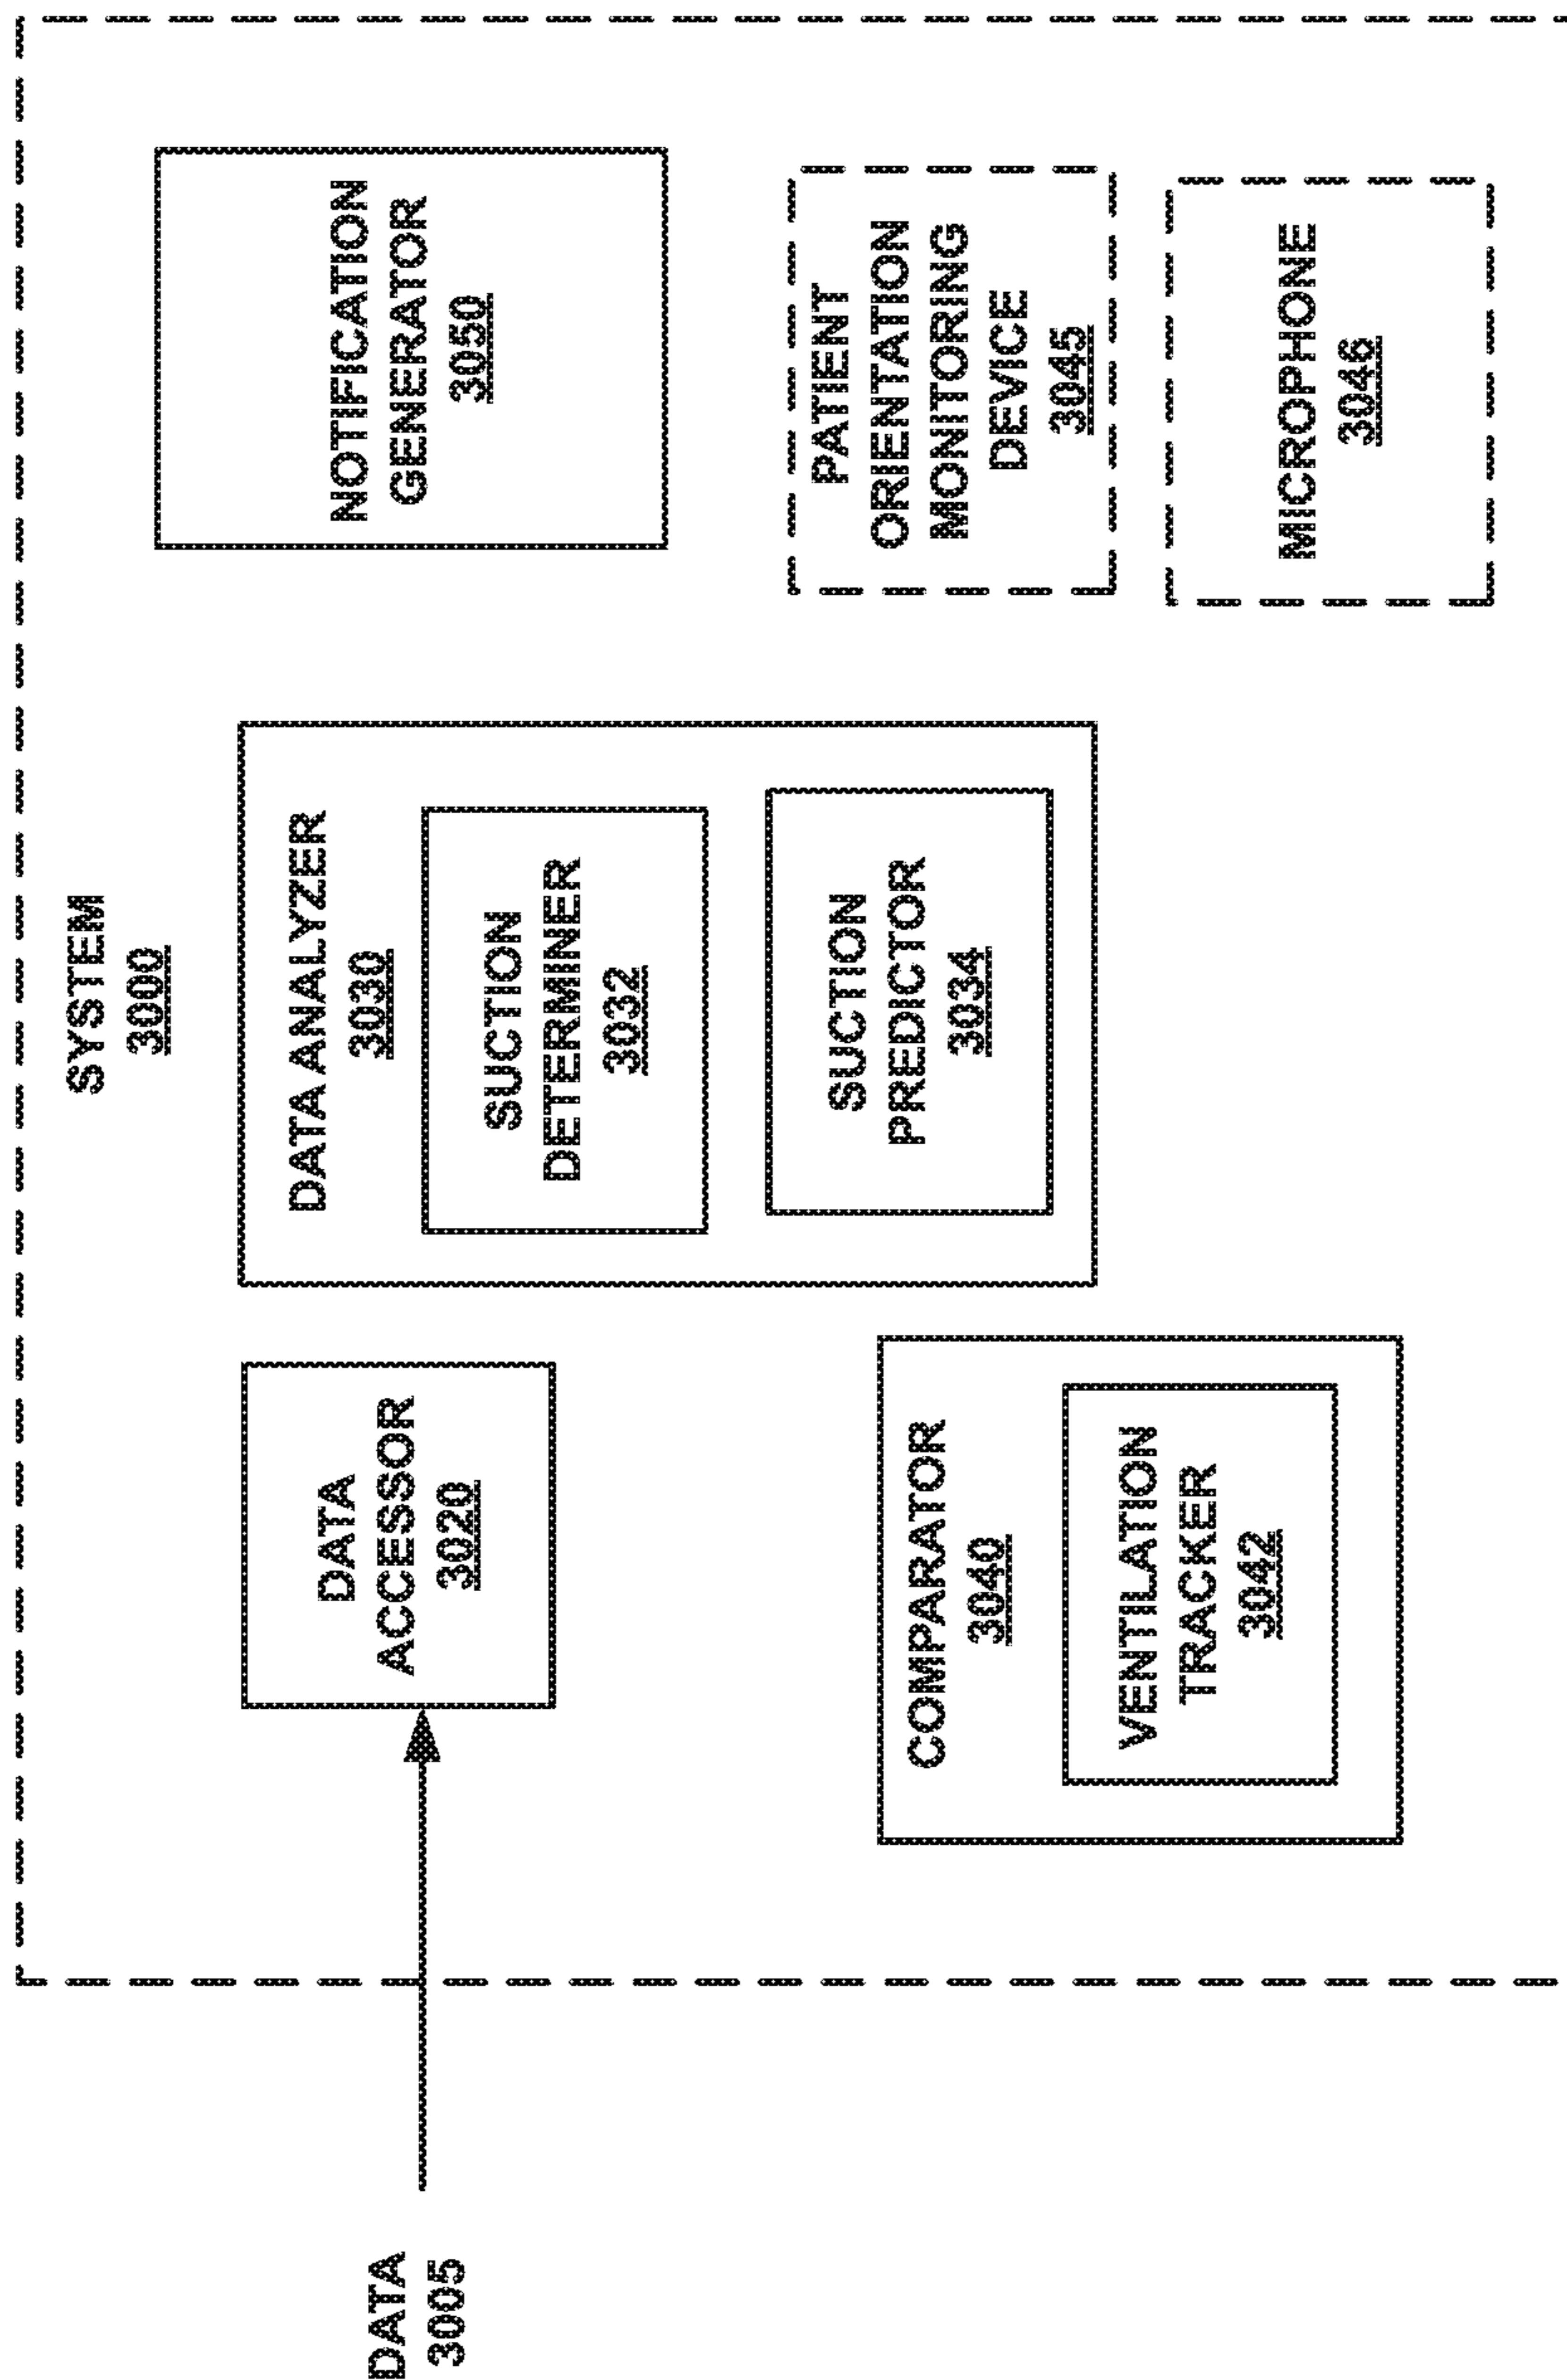 SYSTEM
3000
DATA
3005
DATA
ACCESSOR
3020
DATA ANALYZER
3030
SUCTION
DETERMINER
3032
SUCTION
PREDICTOR
3034
NOTIFICATION
GENERATOR
3050
COMPARATOR
3040
VENTILATION
TRACKER
3042
PATIENT
ORIENTATION
MONITORING
DEVICE
3045
MICROPHONE
3046